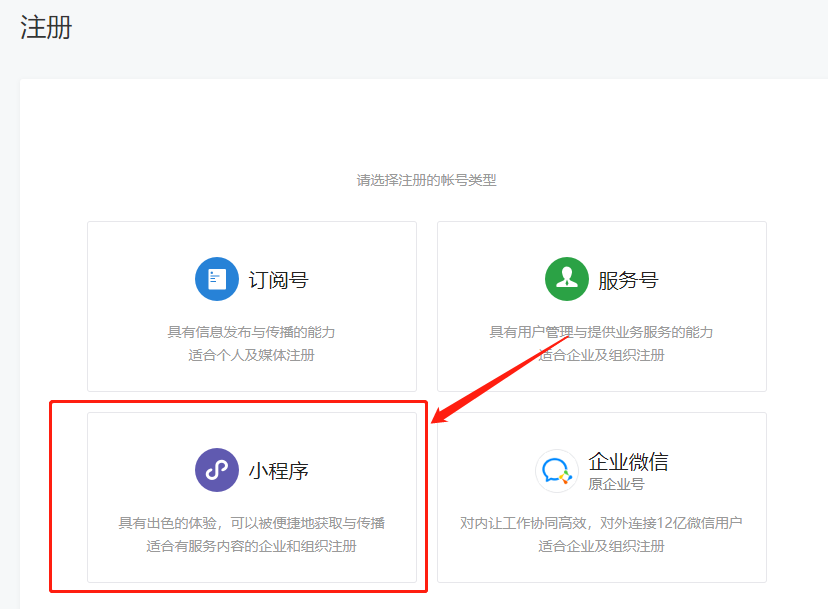 注册
请选择注册的帐号类型
订阅号
具有信息发布与传播的能力
适合个人及媒体注册
服务号
具有用户管理与提供业务服务的能力
适合企业及组织注册
小程序
具有出色的体验，可以被便捷地获取与传播
适合有服务内容的企业和组织注册
企业微信
原企业号
对内让工作协同高效，对外连接12亿微信用户
适合企业及组织注册